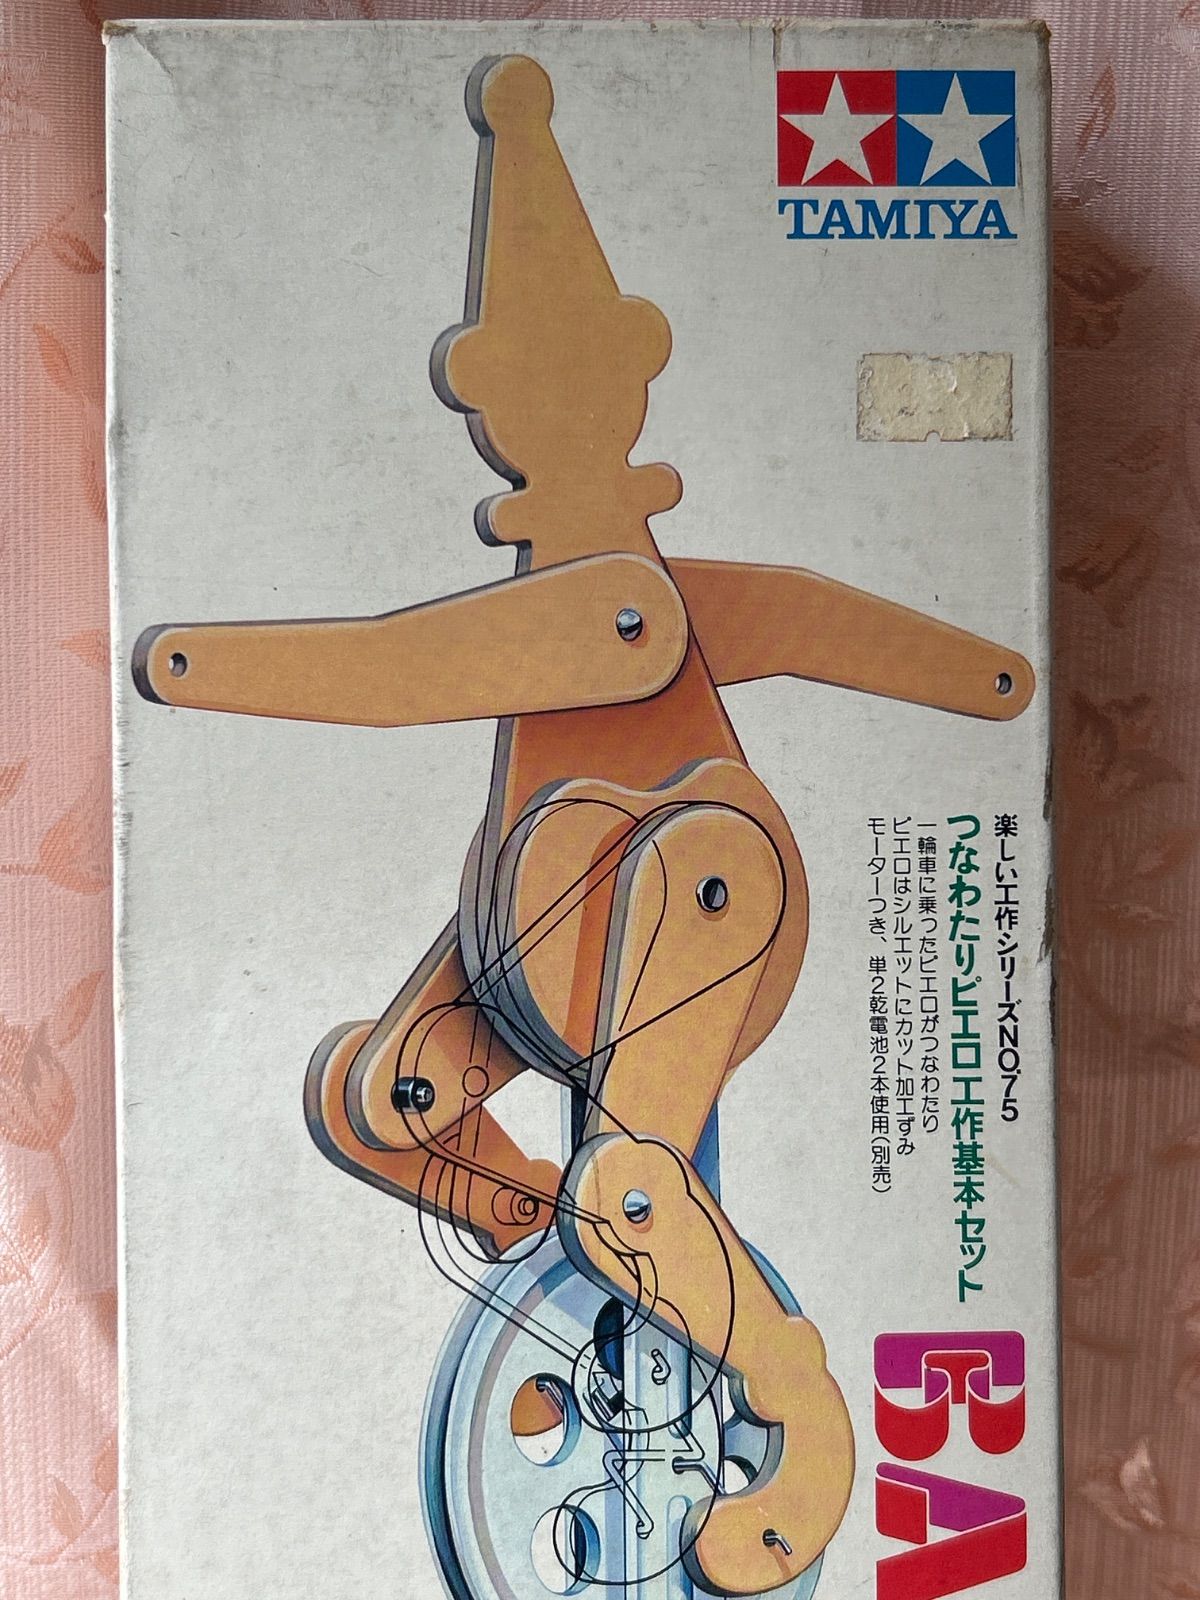 TAMIYA
楽しい工作シリーズNO.75
つなわたりピエロ工作基本セット
一輪車に乗ったピエロがつなわたり
ピエロはシルエットにカット加工ずみ
モーターつき、単2乾電池2本使用(別売)
BA